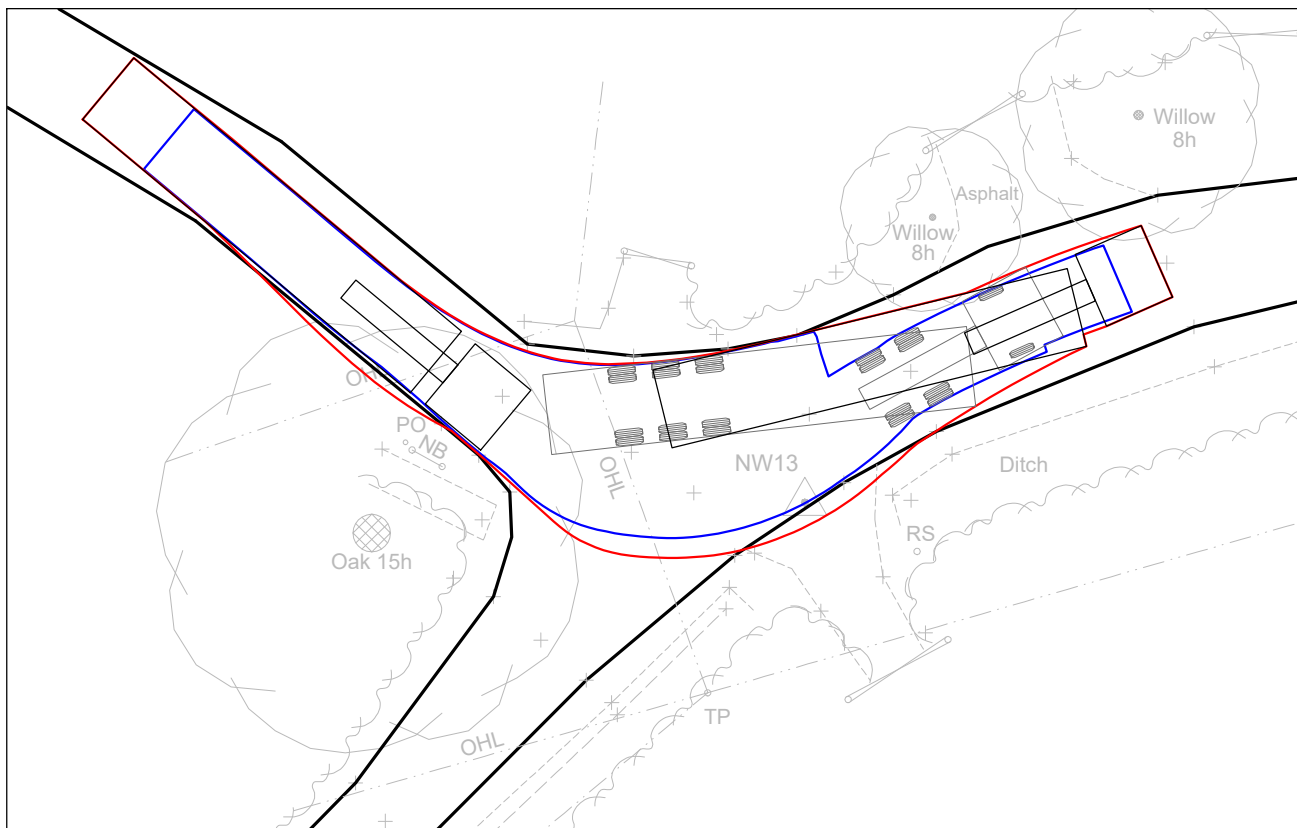 Willow
8h
Asphalt
Willow
8h
OH
PO
NB
OHL
NW13
Ditch
Oak 15h
RS
TP
OHL